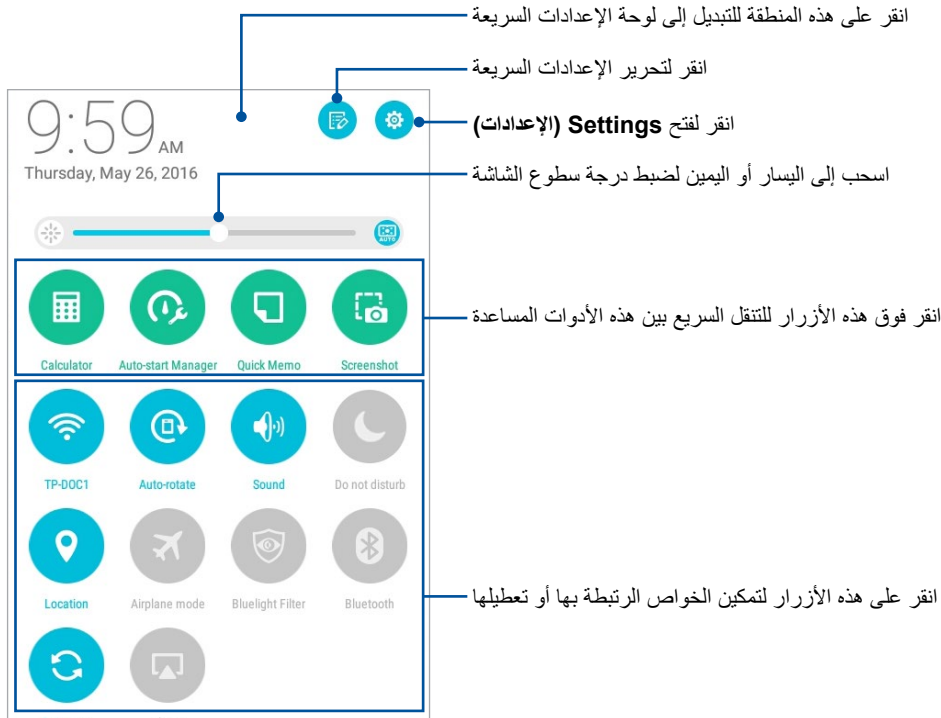 انقر على هذه المنطقة للتبديل إلى لوحة الإعدادات السريعة
انقر لتحرير الإعدادات السريعة
انقر لفتح Settings (الإعدادات)
9:59 AM
Thursday, May 26, 2016
اسحب إلى اليسار أو اليمين لضبط درجة سطوع الشاشة
AUTO
انقر فوق هذه الأزرار للتنقل السريع بين هذه الأدوات المساعدة
Calculator Auto-start Manager Quick Memo Screenshot
TP-DOC1 Auto-rotate Sound Do not disturb
انقر على هذه الأزرار لتمكين الخواص الرتبطة بها أو تعطيلها
Location Airplane mode Bluelight Filter Bluetooth